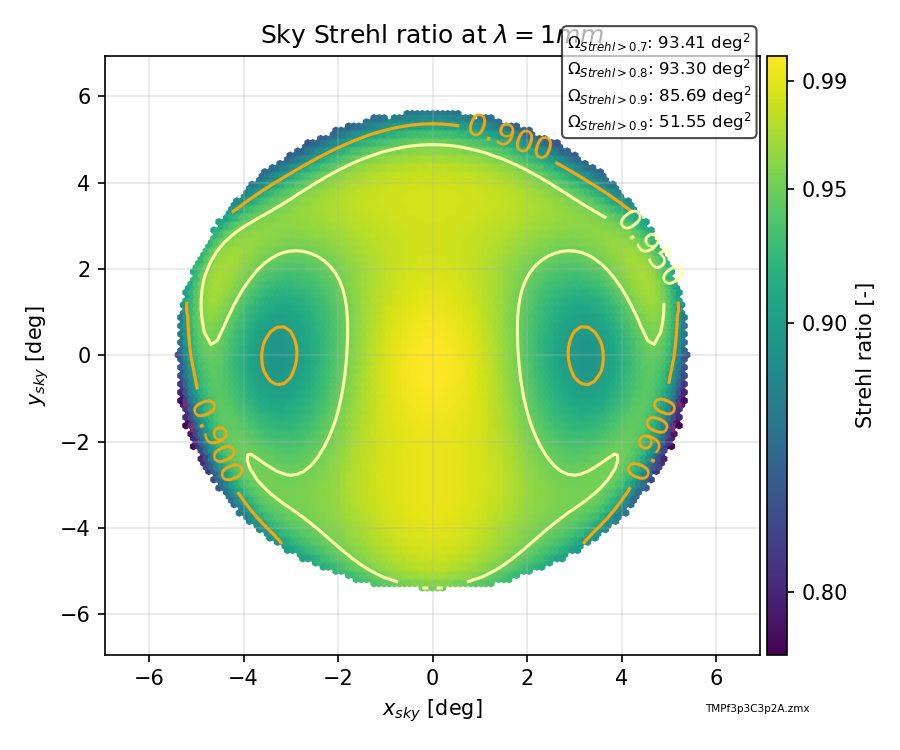 Sky Strehl ratio at λ = 1mm
Ω_{Strehl>0.7}: 93.41 deg²
Ω_{Strehl>0.8}: 93.30 deg²
Ω_{Strehl>0.9}: 85.69 deg²
Ω_{Strehl>0.9}: 51.55 deg²
6
4
2
0
−2
−4
−6
y_{sky} [deg]
0.900
0.950
0.900
0.900
−6
−4
−2
0
2
4
6
x_{sky} [deg]
0.99
0.95
0.90
0.80
Strehl ratio [-]
TMPf3p3C3p2A.zmx